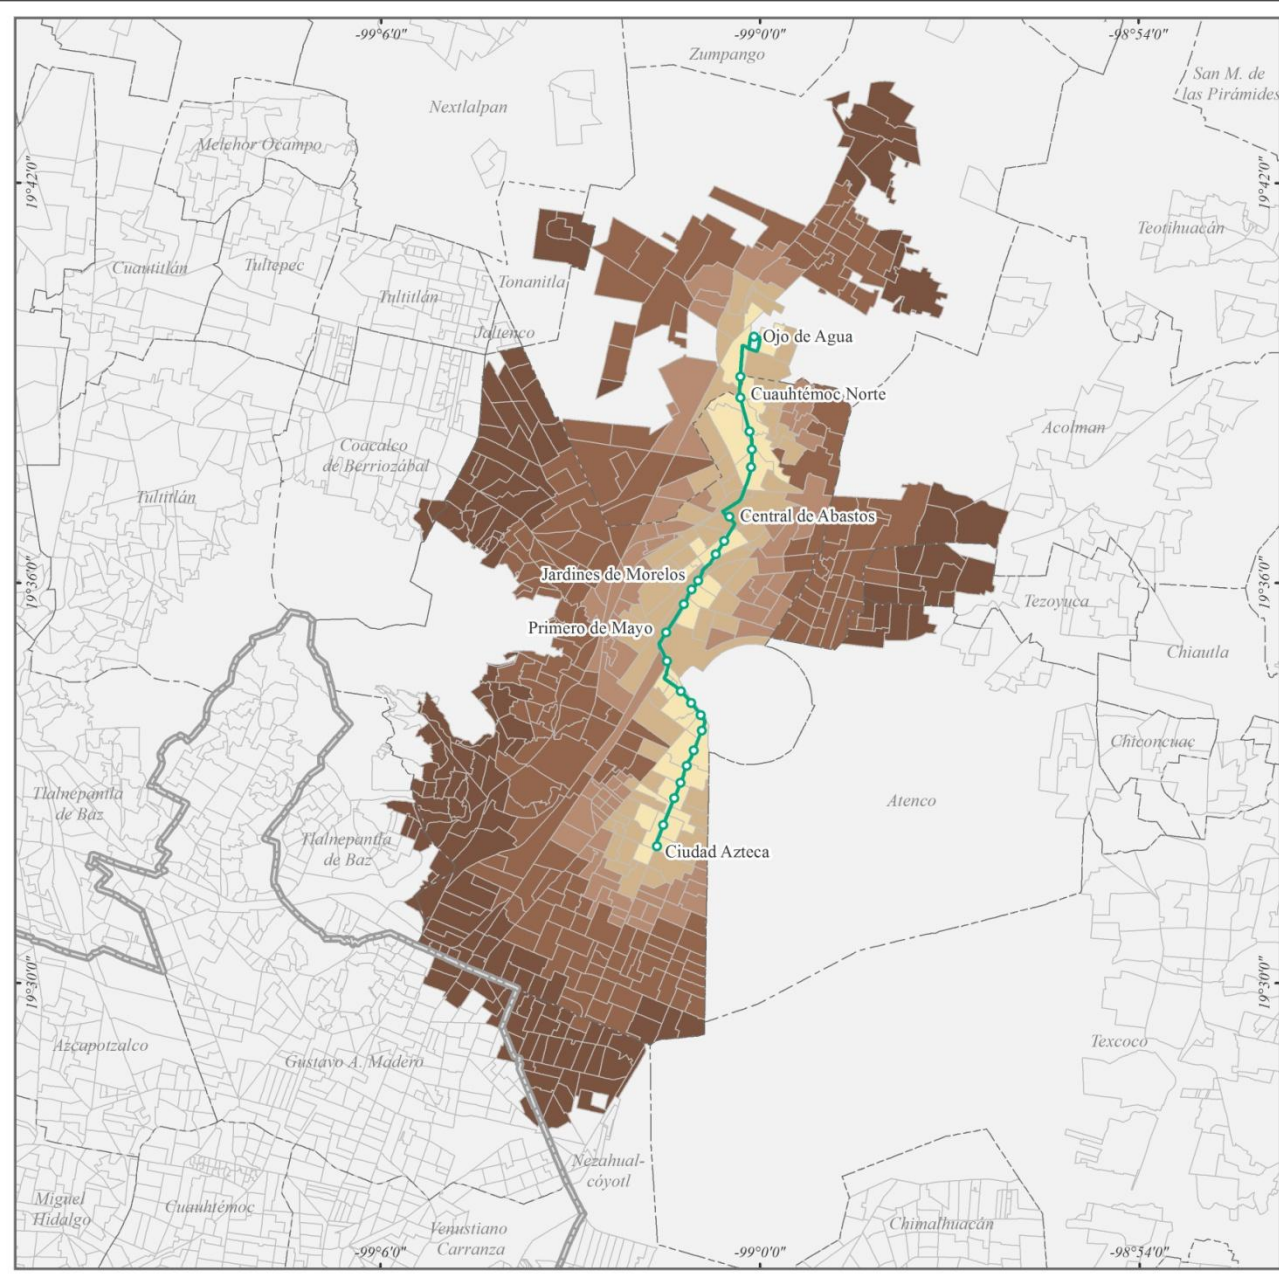 -99°6'0"
-99°0'0"
-98°54'0"
Zumpango
San M. de
las Pirámides
Nextlalpan
Melchor Ocampo
19°42'0"
19°42'0"
Teotihuacán
Cuautitlán
Tultepec
Tultitlán
Tonanitla
Jaltenco
Ojo de Agua
Cuauhtémoc Norte
Acolman
Coacalco
de Berriozábal
Tultitlán
Central de Abastos
19°36'0"
Jardines de Morelos
19°36'0"
Tezoyuca
Primero de Mayo
Chiautla
Chiconcuac
Tlalnepantla
de Baz
Atenco
Tlalnepantla
de Baz
Ciudad Azteca
19°30'0"
19°30'0"
Azcapotzalco
Gustavo A. Madero
Texcoco
Nezahual-
cóyotl
Miguel
Hidalgo
Cuauhtémoc
Venustiano
Carranza
Chimalhuacán
-99°6'0"
-99°0'0"
-98°54'0"